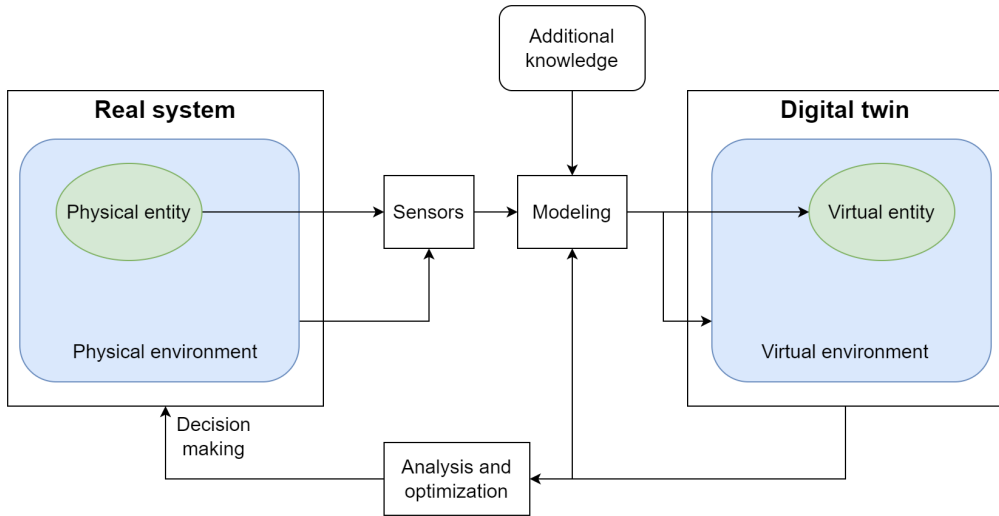 Additional
knowledge
Real system
Digital twin
Physical entity
Sensors
Modeling
Virtual entity
Physical environment
Virtual environment
Decision
making
Analysis and
optimization